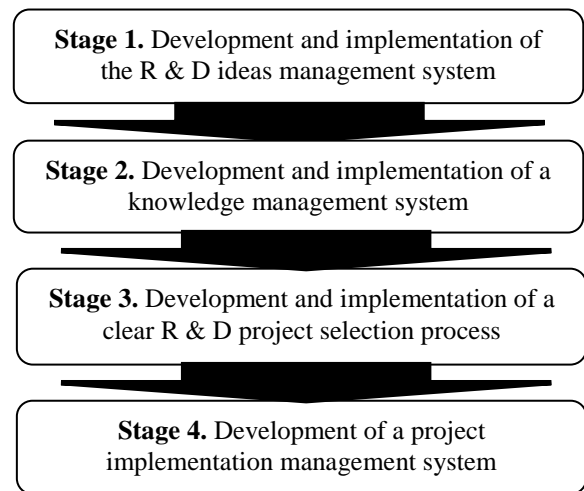 Stage 1. Development and implementation of
the R & D ideas management system
Stage 2. Development and implementation of a
knowledge management system
Stage 3. Development and implementation of a
clear R & D project selection process
Stage 4. Development of a project
implementation management system